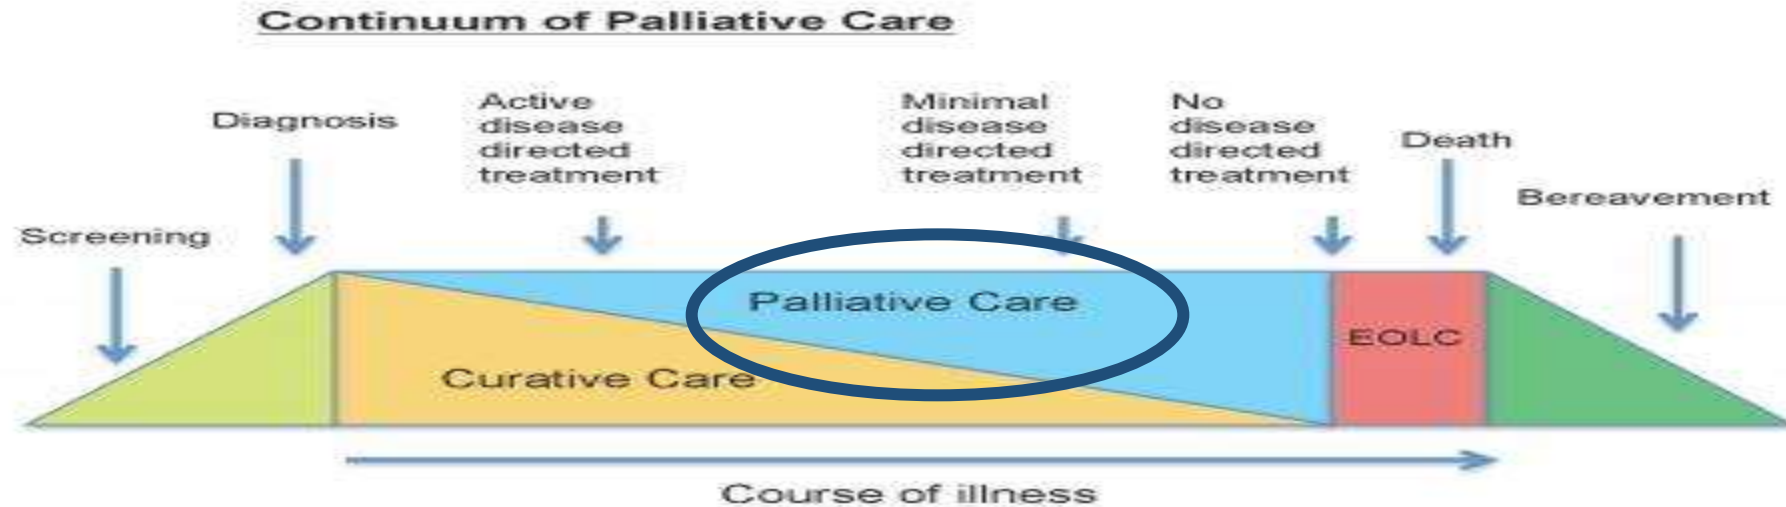 Continuum of Palliative Care
Screening
Diagnosis
Active
disease
directed
treatment
Minimal
disease
directed
treatment
No
disease
directed
treatment
Death
Bereavement
Palliative Care
Curative Care
EOLC
Course of illness